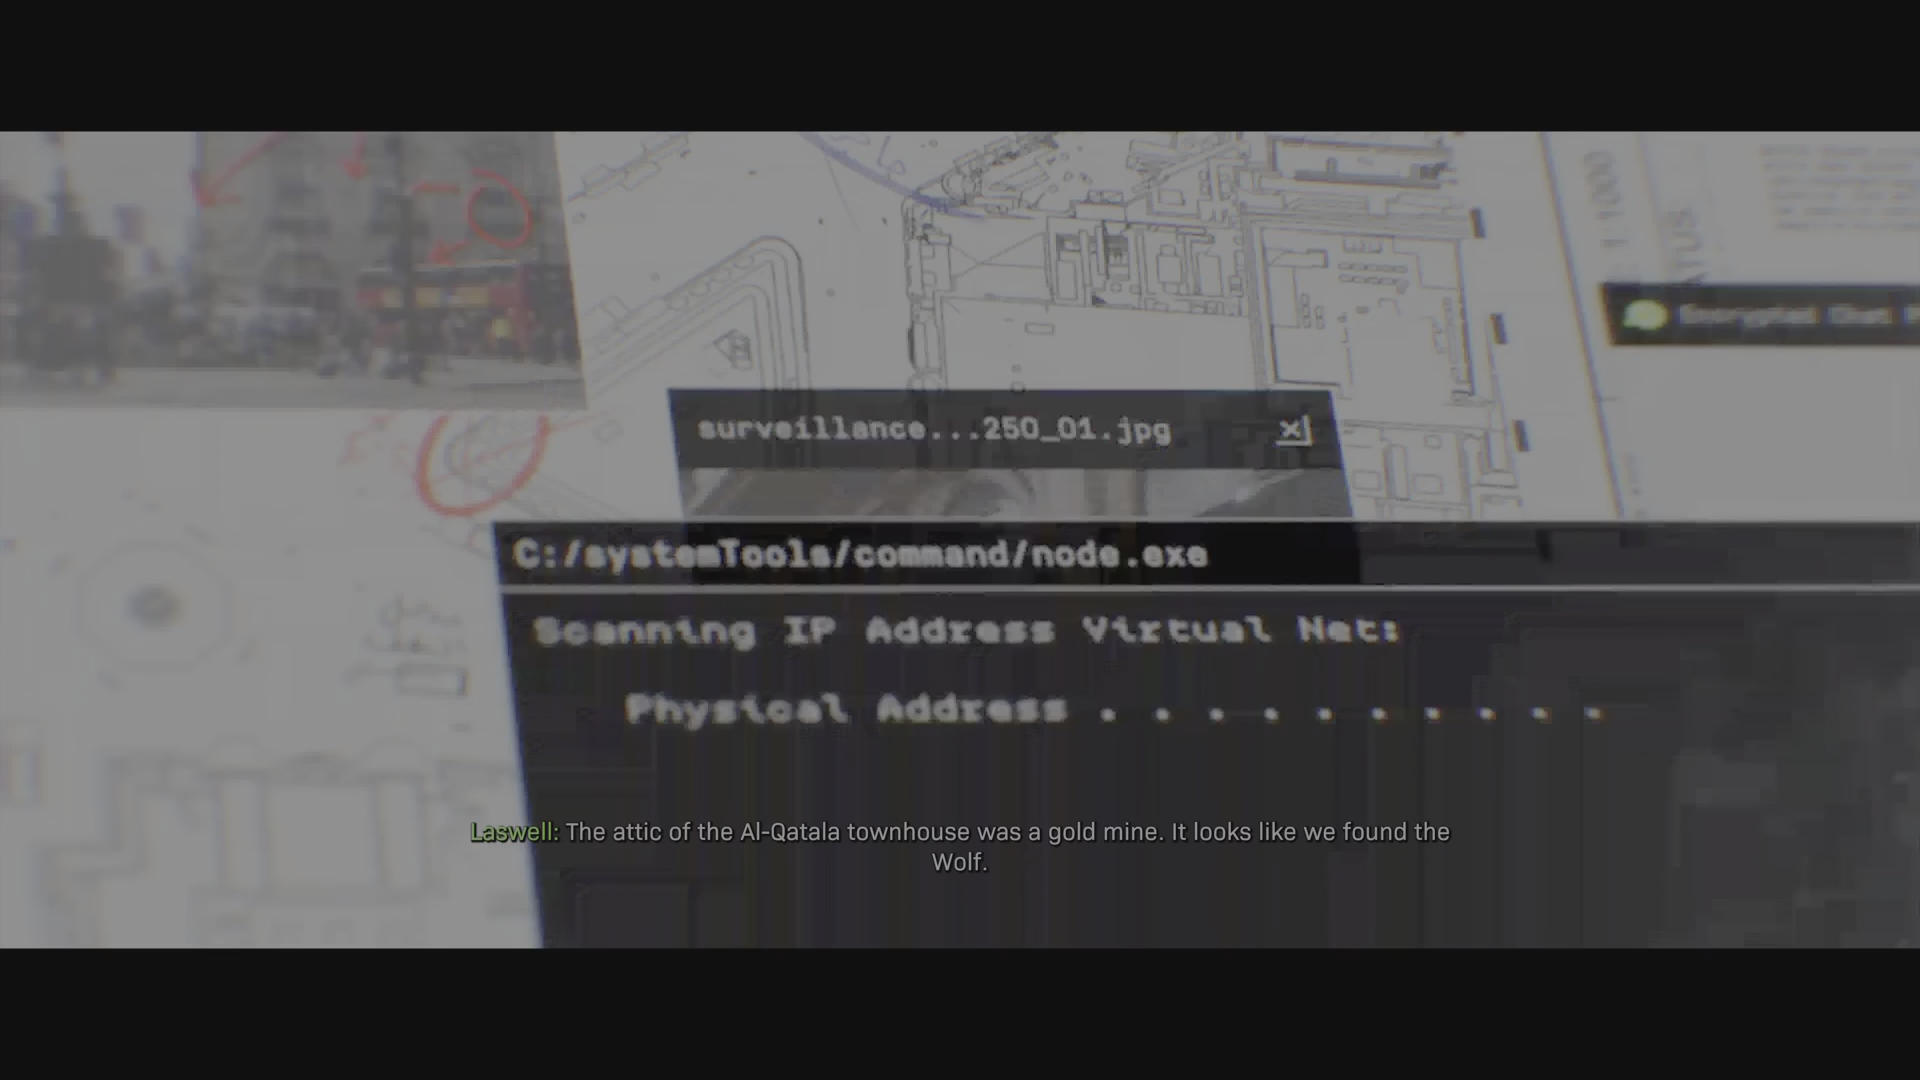 1000
surveillance...250_01.jpg
C:/systemTools/command/node.exe
Scanning IP Address Virtual Net:
Physical Address . . . . . . . . . .
Laswell: The attic of the Al-Qatala townhouse was a gold mine. It looks like we found the
Wolf.